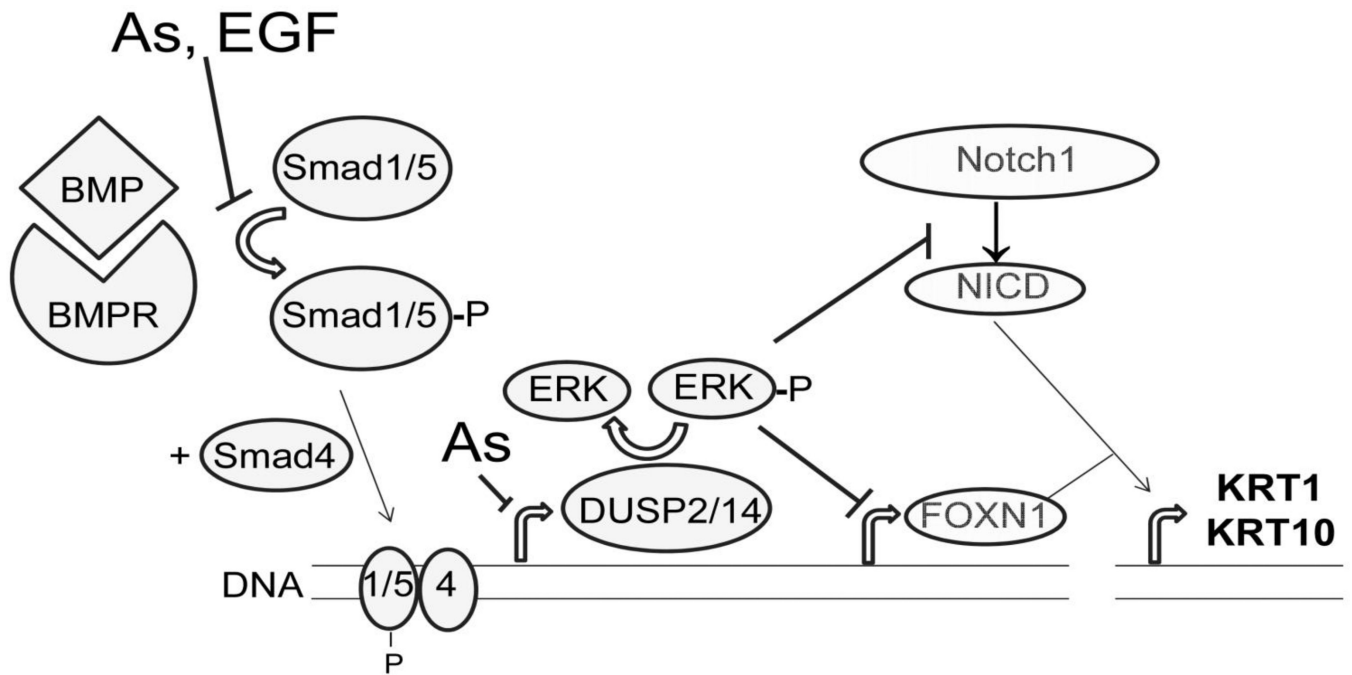 As, EGF
Smad1/5
BMP
BMPR
Smad1/5-P
Notch1
NICD
ERK
ERK-P
As
+ Smad4
DUSP2/14
FOXN1
KRT1
KRT10
DNA
1/5
4
P